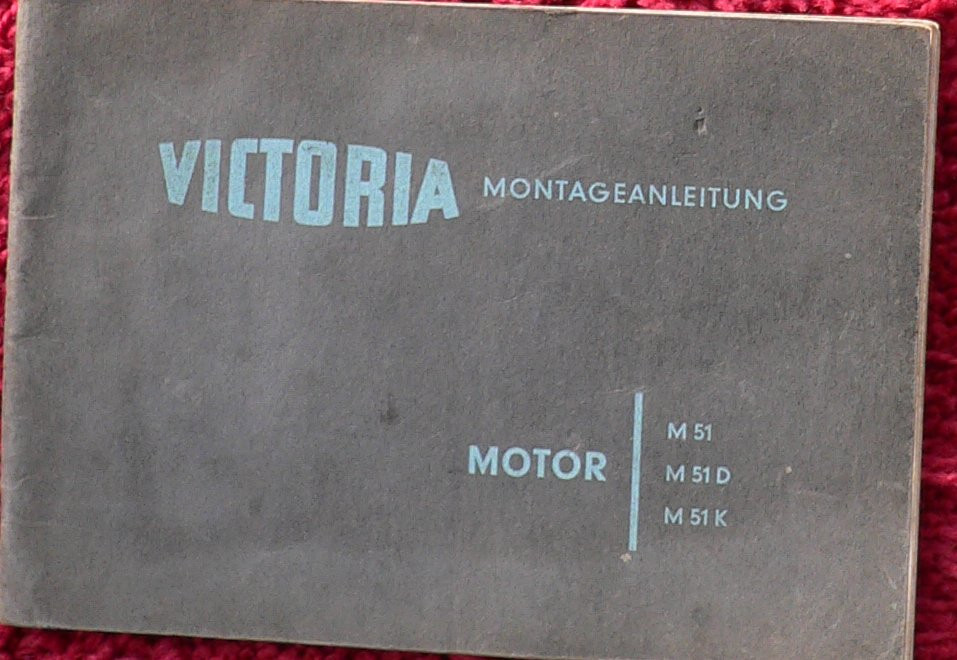 VICTORIA MONTAGEANLEITUNG
MOTOR
M 51
M 51 D
M 51 K